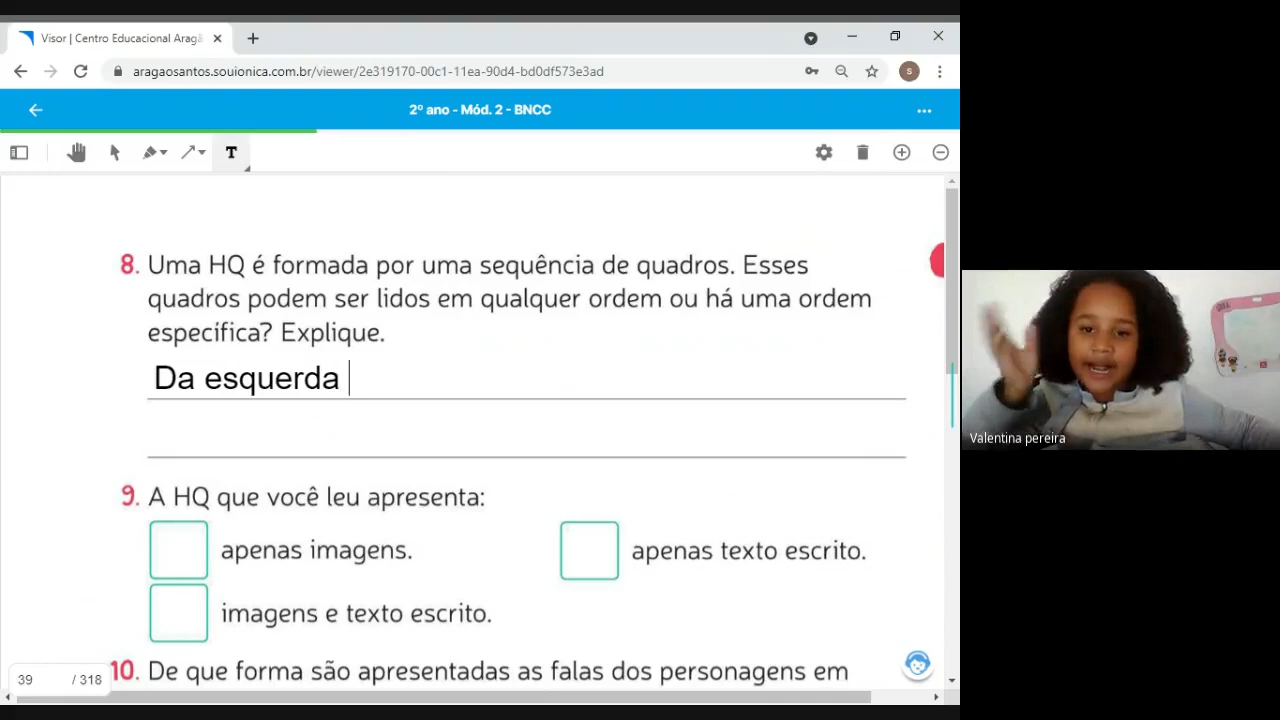 Visor | Centro Educacional Aragã
aragaosantos.souionica.com.br/viewer/2e319170-00c1-11ea-90d4-bd0df573e3ad
S
2º ano - Mód. 2 - BNCC
T
8. Uma HQ é formada por uma sequência de quadros. Esses
quadros podem ser lidos em qualquer ordem ou há uma ordem
específica? Explique.
Da esquerda
9. A HQ que você leu apresenta:
apenas imagens. apenas texto escrito.
imagens e texto escrito.
10. De que forma são apresentadas as falas dos personagens em
39 / 318
Valentina pereira